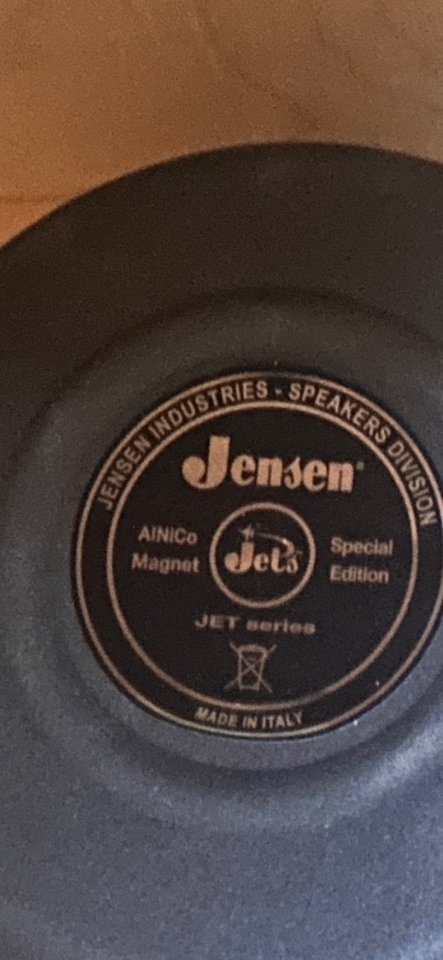 JENSEN INDUSTRIES - SPEAKERS DIVISION
Jensen®
AlNiCo
Magnet
Jets
Special
Edition
JET series
MADE IN ITALY